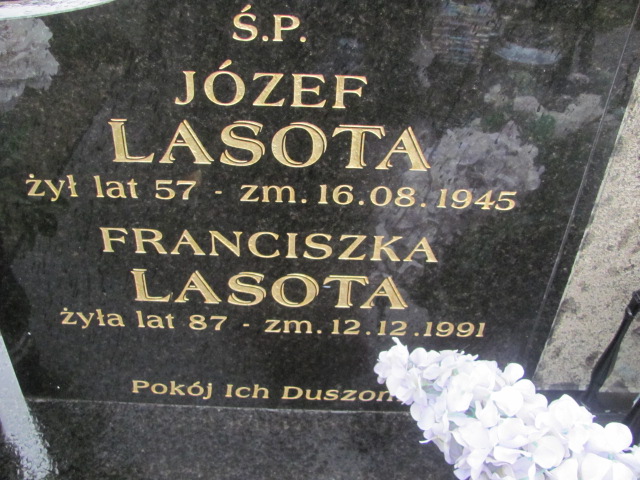 Ś.P.
JÓZEF
LASOTA
żył lat 57 - zm. 16.08.1945
FRANCISZKA
LASOTA
żyła lat 87 - zm. 12.12.1991
Pokój Ich Duszom